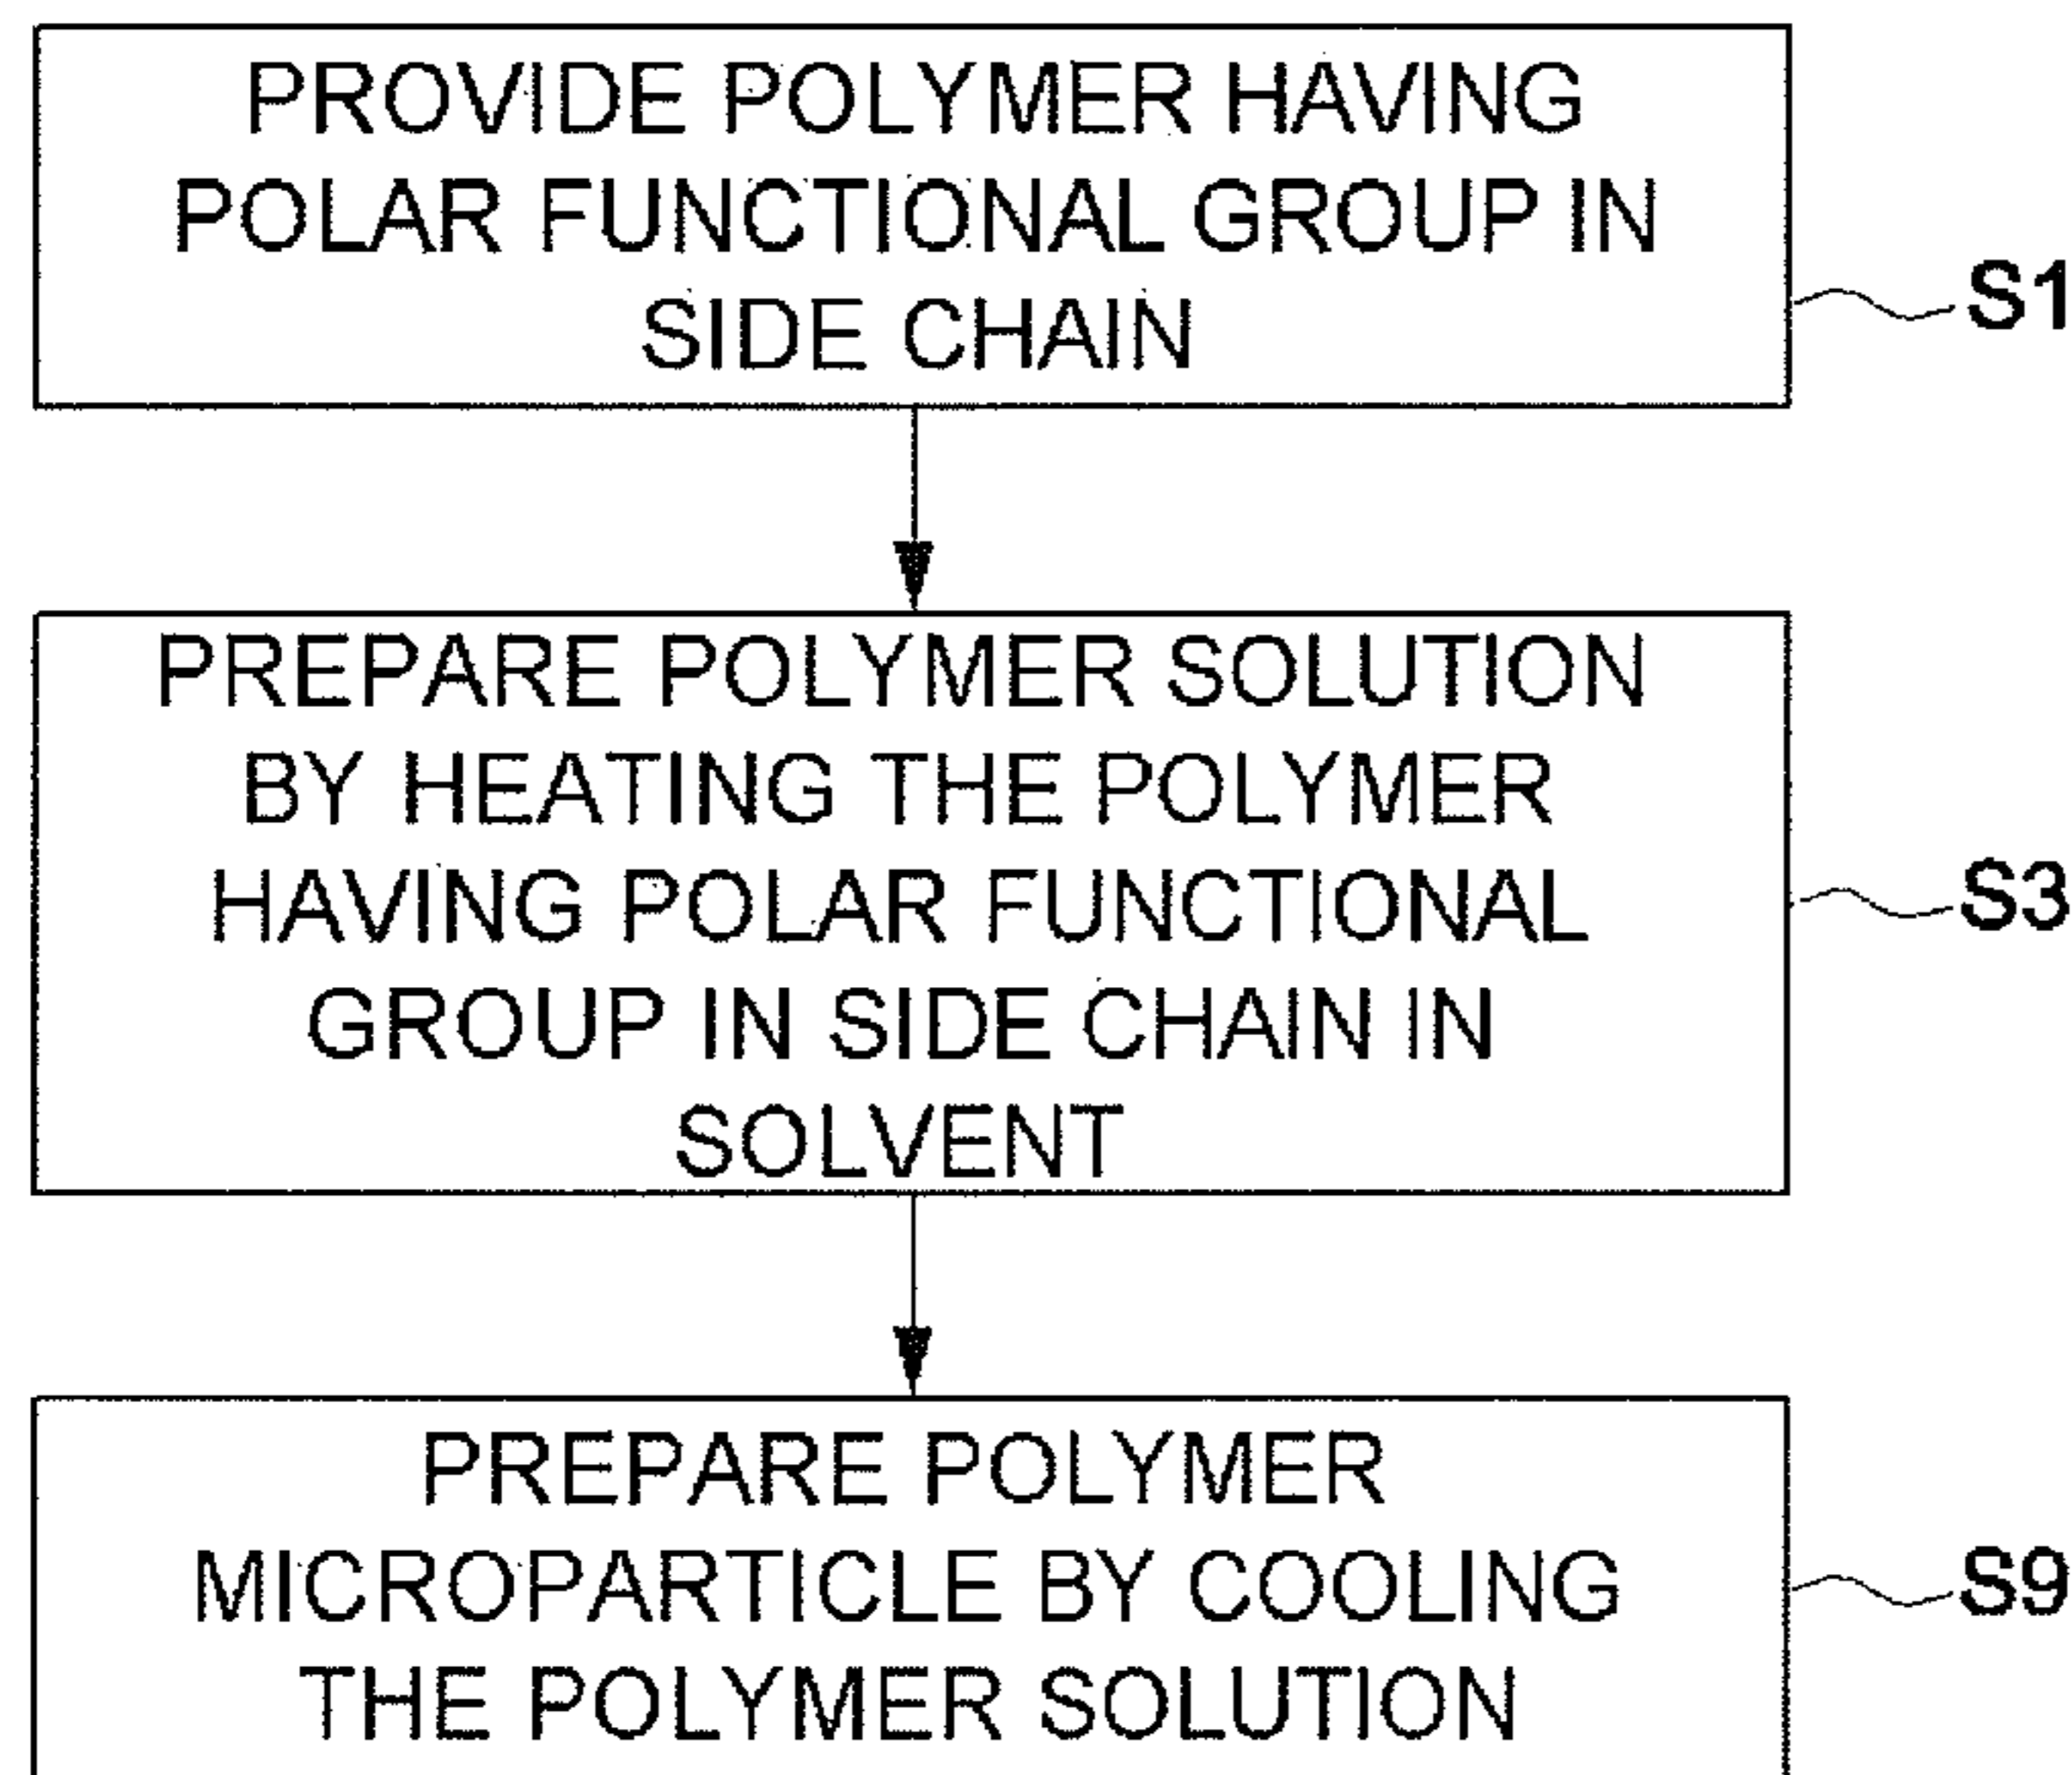 PROVIDE POLYMER HAVING
POLAR FUNCTIONAL GROUP IN
SIDE CHAIN
S1
PREPARE POLYMER SOLUTION
BY HEATING THE POLYMER
HAVING POLAR FUNCTIONAL
GROUP IN SIDE CHAIN IN
SOLVENT
S3
PREPARE POLYMER
MICROPARTICLE BY COOLING
THE POLYMER SOLUTION
S9